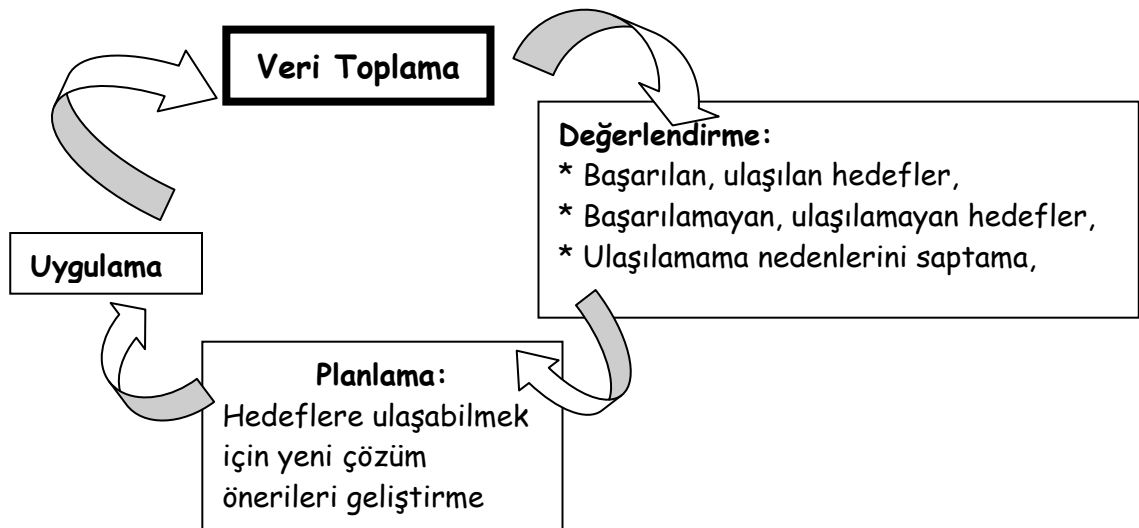 Veri Toplama
Değerlendirme:
* Başarılan, ulaşılan hedefler,
* Başarılamayan, ulaşılamayan hedefler,
* Ulaşılamama nedenlerini saptama,
Uygulama
Planlama:
Hedeflere ulaşabilmek
için yeni çözüm
önerileri geliştirme